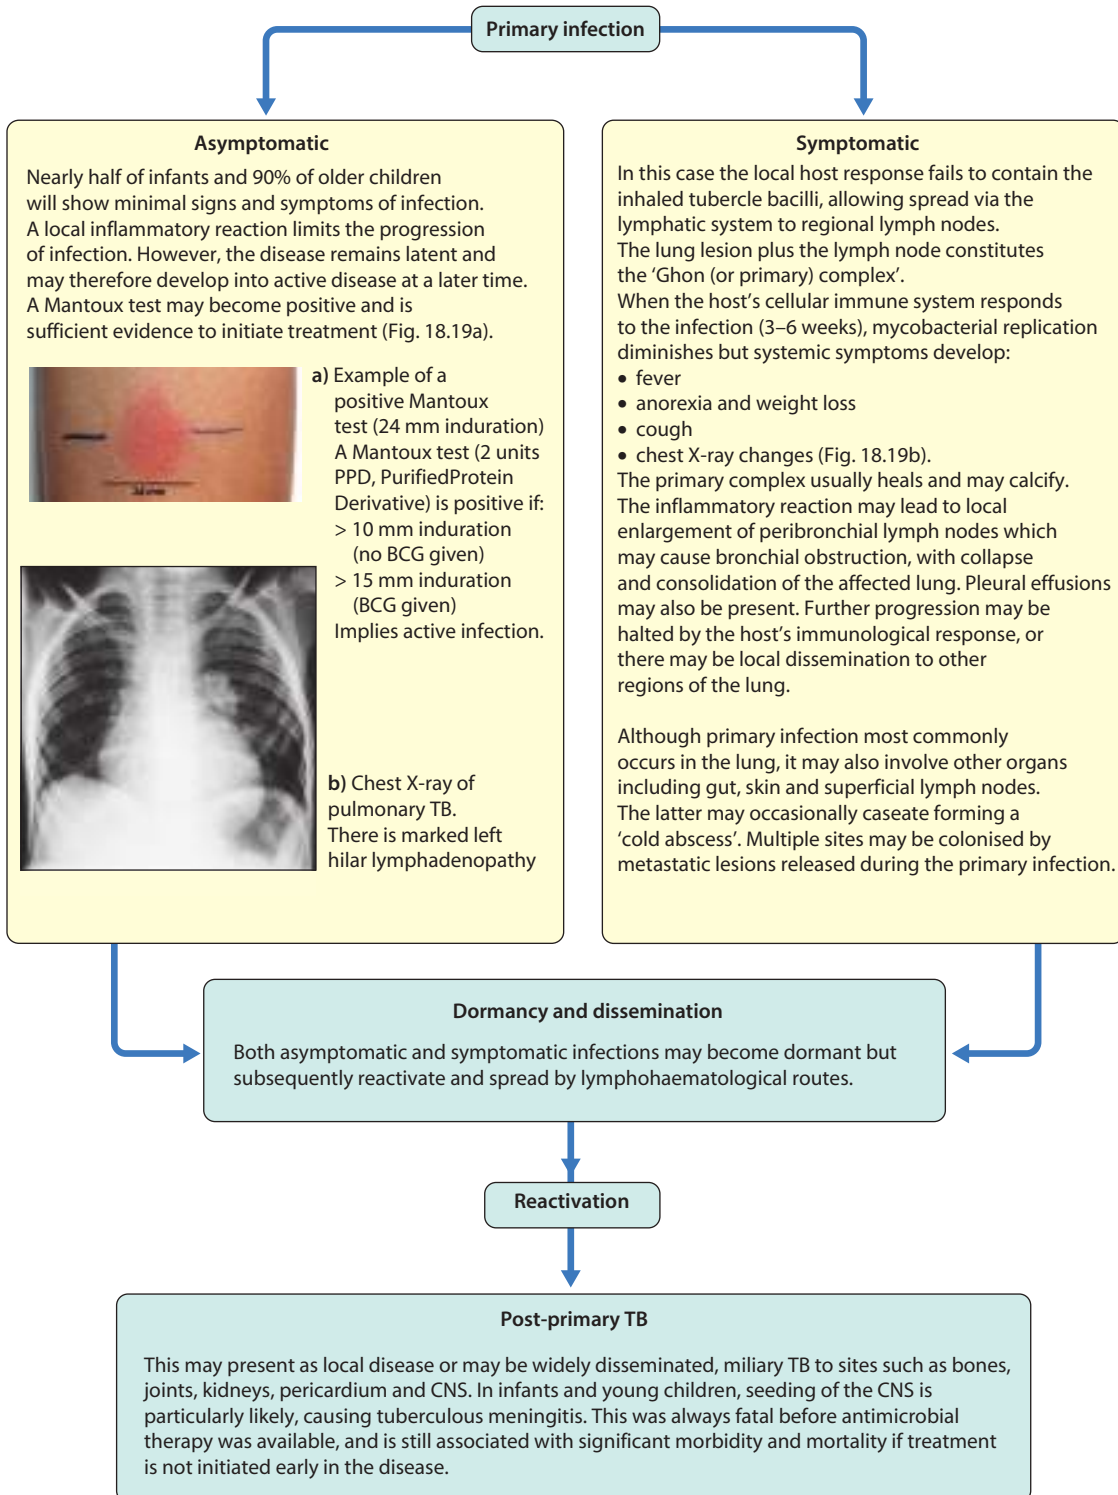 Primary infection
Asymptomatic
Nearly half of infants and 90% of older children
will show minimal signs and symptoms of infection.
A local inflammatory reaction limits the progression
of infection. However, the disease remains latent and
may therefore develop into active disease at a later time.
A Mantoux test may become positive and is
sufficient evidence to initiate treatment (Fig. 18.19a).
a) Example of a
positive Mantoux
test (24 mm induration)
A Mantoux test (2 units
PPD, PurifiedProtein
Derivative) is positive if:
> 10 mm induration
(no BCG given)
> 15 mm induration
(BCG given)
Implies active infection.
b) Chest X-ray of
pulmonary TB.
There is marked left
hilar lymphadenopathy
Symptomatic
In this case the local host response fails to contain the
inhaled tubercle bacilli, allowing spread via the
lymphatic system to regional lymph nodes.
The lung lesion plus the lymph node constitutes
the ‘Ghon (or primary) complex’.
When the host’s cellular immune system responds
to the infection (3–6 weeks), mycobacterial replication
diminishes but systemic symptoms develop:
• fever
• anorexia and weight loss
• cough
• chest X-ray changes (Fig. 18.19b).
The primary complex usually heals and may calcify.
The inflammatory reaction may lead to local
enlargement of peribronchial lymph nodes which
may cause bronchial obstruction, with collapse
and consolidation of the affected lung. Pleural effusions
may also be present. Further progression may be
halted by the host’s immunological response, or
there may be local dissemination to other
regions of the lung.
Although primary infection most commonly
occurs in the lung, it may also involve other organs
including gut, skin and superficial lymph nodes.
The latter may occasionally caseate forming a
‘cold abscess’. Multiple sites may be colonised by
metastatic lesions released during the primary infection.
Dormancy and dissemination
Both asymptomatic and symptomatic infections may become dormant but
subsequently reactivate and spread by lymphohaematological routes.
Reactivation
Post-primary TB
This may present as local disease or may be widely disseminated, miliary TB to sites such as bones,
joints, kidneys, pericardium and CNS. In infants and young children, seeding of the CNS is
particularly likely, causing tuberculous meningitis. This was always fatal before antimicrobial
therapy was available, and is still associated with significant morbidity and mortality if treatment
is not initiated early in the disease.